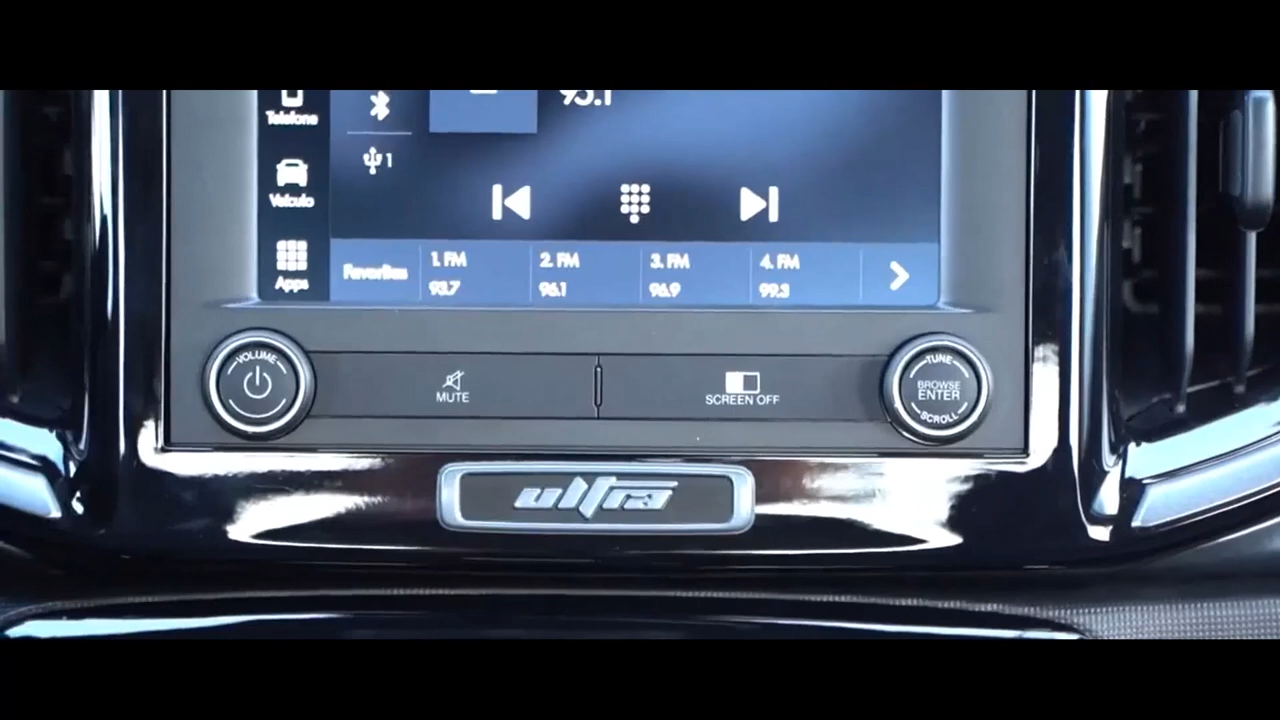 Telefone
1
95.1
Veículo
Apps
Favoritos
1. FM
2. FM
3. FM
4. FM
93.7
96.1
96.9
99.3
VOLUME
MUTE
SCREEN OFF
TUNE
BROWSE
ENTER
SCROLL
ultra